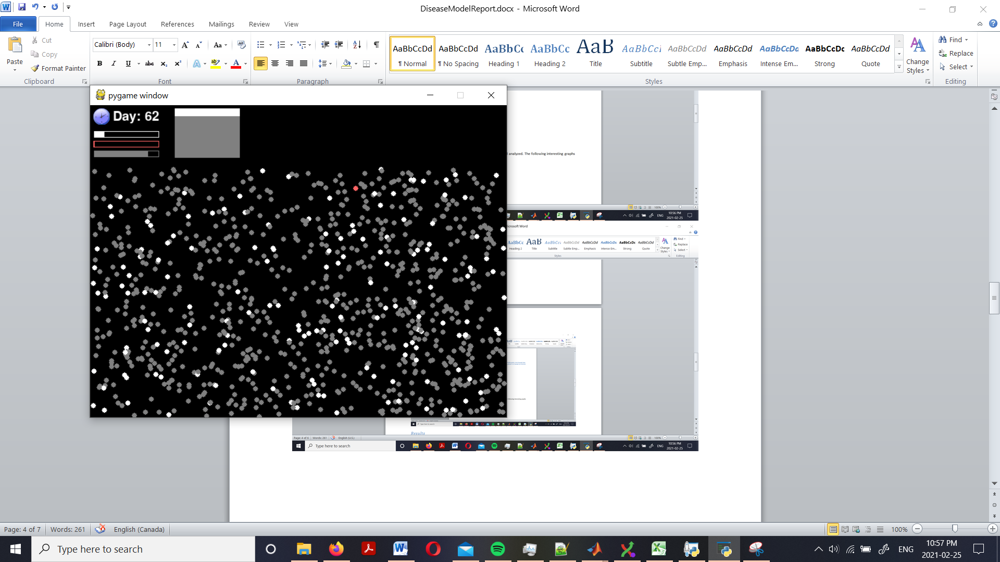 DiseaseModelReport.docx - Microsoft Word
File Home Insert Page Layout References Mailings Review View
Paste
Cut
Copy
Format Painter
Clipboard
Calibri (Body) 11
Font
Paragraph
AaBbCcDd AaBbCcDd AaBbCc AaBbCc AaB AaBbCcI AaBbCcDd AaBbCcDd AaBbCcDd AaBbCcDc AaBbCcDd
¶ Normal ¶ No Spacing Heading 1 Heading 2 Title Subtitle Subtle Emp... Emphasis Intense Em... Strong Quote
Styles
Change
Styles
Find
Replace
Select
Editing
pygame window
Day: 62
analyzed. The following interesting graphs
100%
ENG
10:56 PM
2021-02-25
icrosoft Word
AaBbCc AaB AaBbCcI AaBbCcDd AaBbCcDd AaBbCcDd AaBbCcDc AaBbCcDd
Heading 2 Title Subtitle Subtle Emp... Emphasis Intense Em... Strong Quote
Styles
Change
Styles
Find
Replace
Select
Editing
Results
Page: 4 of 6 Words: 261 English (U.S.) 100%
Type here to search
ENG
10:56 PM
2021-02-25
Page: 4 of 7 Words: 261 English (Canada) 100%
Type here to search
ENG
10:57 PM
2021-02-25